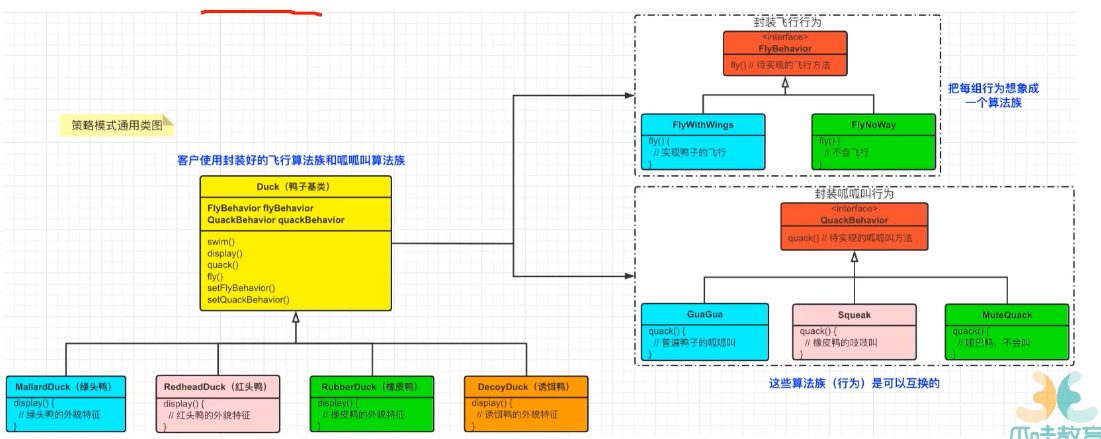 封装飞行行为
<interface>
FlyBehavior
fly() // 待实现的飞行方法
把每组行为想象成
一个算法族
FlyWithWings
fly() {
// 实现鸭子的飞行
}
FlyNoWay
fly() {
// 不会飞行
}
策略模式通用类图
客户使用封装好的飞行算法族和呱呱叫算法族
Duck（鸭子基类）
FlyBehavior flyBehavior
QuackBehavior quackBehavior
swim()
display()
quack()
fly()
setFlyBehavior()
setQuackBehavior()
封装呱呱叫行为
<interface>
QuackBehavior
quack() // 待实现的呱呱叫方法
GuaGua
quack() {
// 普遍鸭子的呱呱叫
}
Squeak
quack() {
// 橡皮鸭的吱吱叫
}
MuteQuack
quack() {
// 哑巴鸭，不会叫
}
这些算法族（行为）是可以互换的
MallardDuck（绿头鸭）
display() {
// 绿头鸭的外貌特征
}
RedheadDuck（红头鸭）
display() {
// 红头鸭的外貌特征
}
RubberDuck（橡皮鸭）
display() {
// 橡皮鸭的外貌特征
}
DecoyDuck（诱饵鸭）
display() {
// 诱饵鸭的外貌特征
}